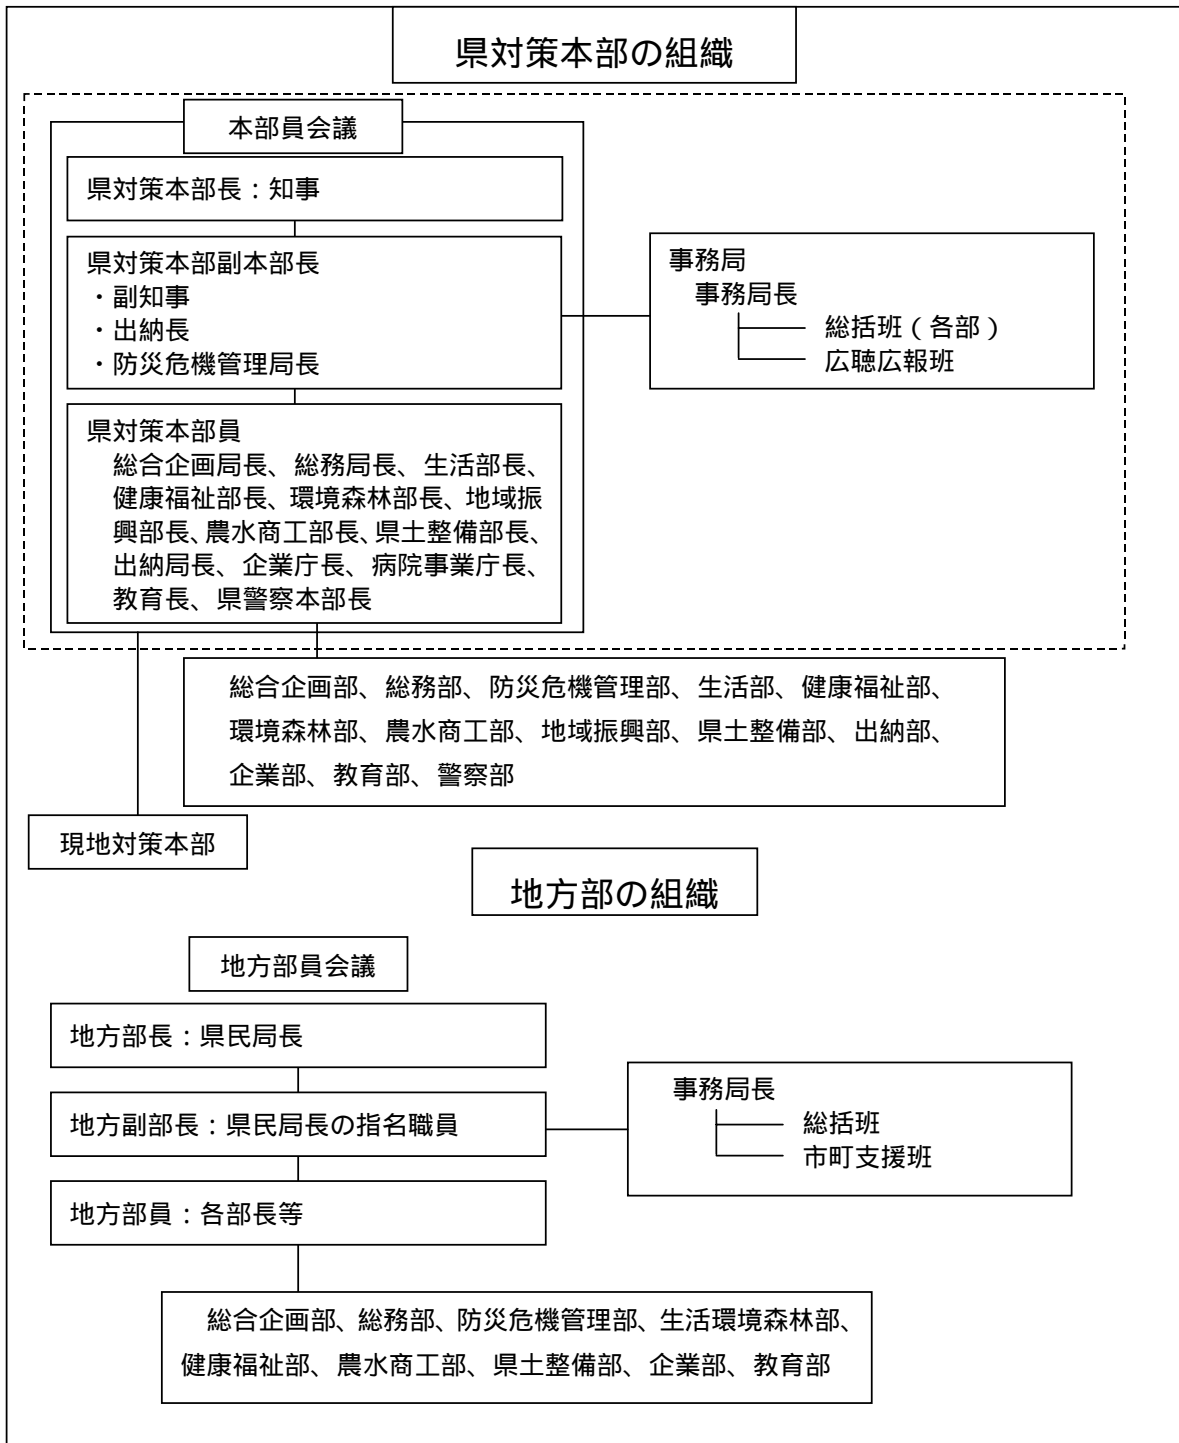 県対策本部の組織
本部員会議
県対策本部長：知事
県対策本部副本部長
・副知事
・出納長
・防災危機管理局長
事務局
事務局長
総括班（各部）
広聴広報班
県対策本部員
総合企画局長、総務局長、生活部長、
健康福祉部長、環境森林部長、地域振
興部長、農水商工部長、県土整備部長、
出納局長、企業庁長、病院事業庁長、
教育長、県警察本部長
総合企画部、総務部、防災危機管理部、生活部、健康福祉部、
環境森林部、農水商工部、地域振興部、県土整備部、出納部、
企業部、教育部、警察部
現地対策本部
地方部の組織
地方部員会議
地方部長：県民局長
地方副部長：県民局長の指名職員
事務局長
総括班
市町支援班
地方部員：各部長等
総合企画部、総務部、防災危機管理部、生活環境森林部、
健康福祉部、農水商工部、県土整備部、企業部、教育部